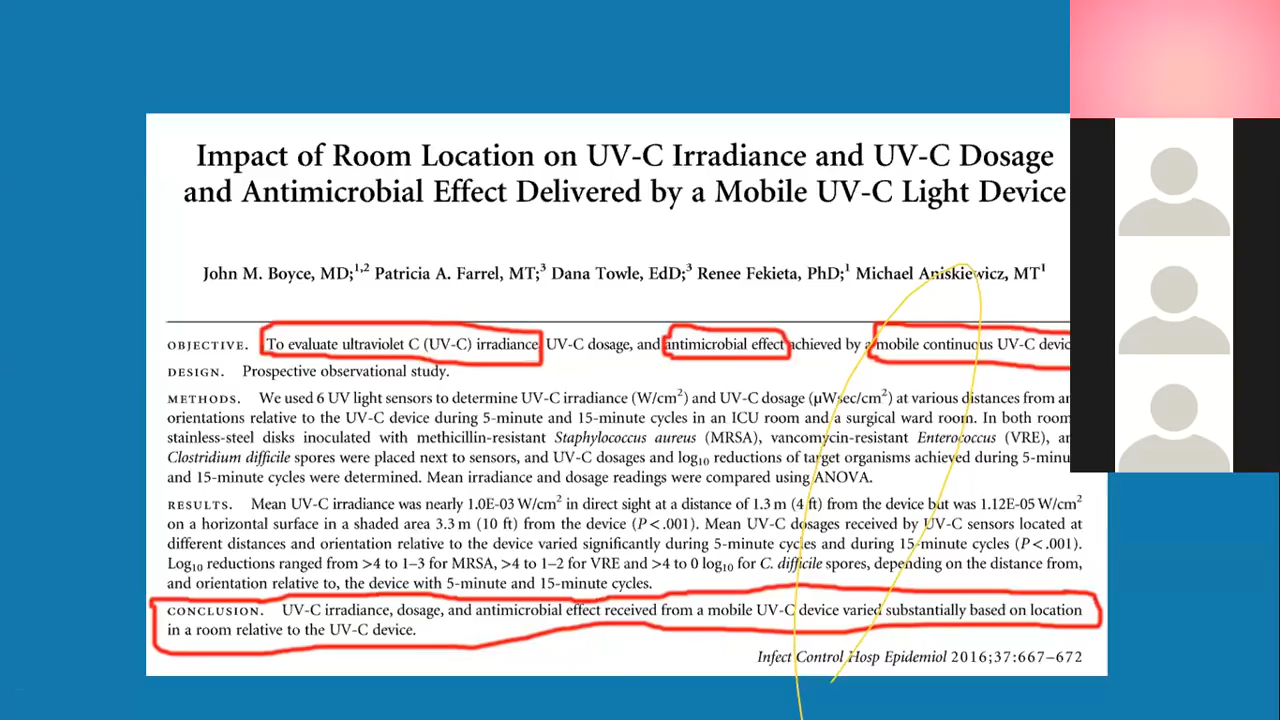 Impact of Room Location on UV-C Irradiance and UV-C Dosage
and Antimicrobial Effect Delivered by a Mobile UV-C Light Device
John M. Boyce, MD;1,2 Patricia A. Farrel, MT;3 Dana Towle, EdD;3 Renee Fekieta, PhD;1 Michael Aniskiewicz, MT1
OBJECTIVE. To evaluate ultraviolet C (UV-C) irradiance, UV-C dosage, and antimicrobial effect achieved by a mobile continuous UV-C devic
DESIGN. Prospective observational study.
METHODS. We used 6 UV light sensors to determine UV-C irradiance (W/cm2) and UV-C dosage (μWsec/cm2) at various distances from an
orientations relative to the UV-C device during 5-minute and 15-minute cycles in an ICU room and a surgical ward room. In both room
stainless-steel disks inoculated with methicillin-resistant Staphylococcus aureus (MRSA), vancomycin-resistant Enterococcus (VRE), an
Clostridium difficile spores were placed next to sensors, and UV-C dosages and log10 reductions of target organisms achieved during 5-minu
and 15-minute cycles were determined. Mean irradiance and dosage readings were compared using ANOVA.
RESULTS. Mean UV-C irradiance was nearly 1.0E-03 W/cm2 in direct sight at a distance of 1.3 m (4 ft) from the device but was 1.12E-05 W/cm2
on a horizontal surface in a shaded area 3.3 m (10 ft) from the device (P < .001). Mean UV-C dosages received by UV-C sensors located at
different distances and orientation relative to the device varied significantly during 5-minute cycles and during 15-minute cycles (P < .001).
Log10 reductions ranged from >4 to 1–3 for MRSA, >4 to 1–2 for VRE and >4 to 0 log10 for C. difficile spores, depending on the distance from,
and orientation relative to, the device with 5-minute and 15-minute cycles.
CONCLUSION. UV-C irradiance, dosage, and antimicrobial effect received from a mobile UV-C device varied substantially based on location
in a room relative to the UV-C device.
Infect Control Hosp Epidemiol 2016;37:667–672